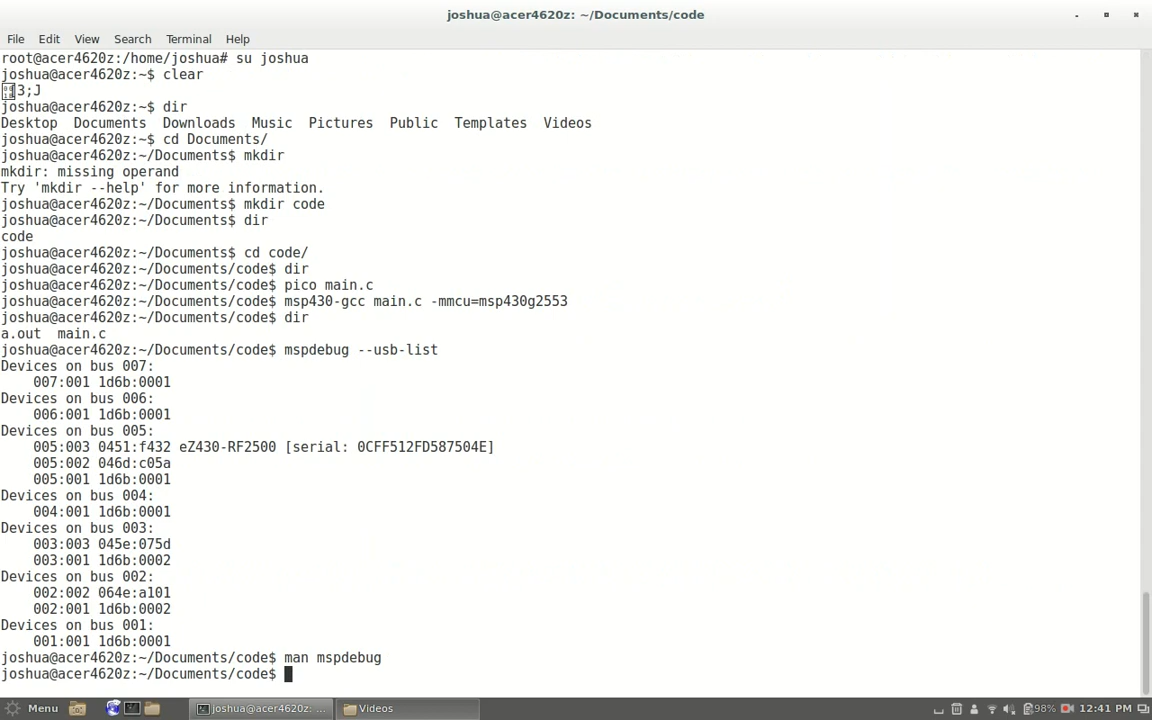 joshua@acer4620z: ~/Documents/code
File Edit View Search Terminal Help
root@acer4620z:/home/joshua# su joshua
joshua@acer4620z:~$ clear
3;J
joshua@acer4620z:~$ dir
Desktop Documents Downloads Music Pictures Public Templates Videos
joshua@acer4620z:~$ cd Documents/
joshua@acer4620z:~/Documents$ mkdir
mkdir: missing operand
Try 'mkdir --help' for more information.
joshua@acer4620z:~/Documents$ mkdir code
joshua@acer4620z:~/Documents$ dir
code
joshua@acer4620z:~/Documents$ cd code/
joshua@acer4620z:~/Documents/code$ dir
joshua@acer4620z:~/Documents/code$ pico main.c
joshua@acer4620z:~/Documents/code$ msp430-gcc main.c -mmcu=msp430g2553
joshua@acer4620z:~/Documents/code$ dir
a.out main.c
joshua@acer4620z:~/Documents/code$ mspdebug --usb-list
Devices on bus 007:
007:001 1d6b:0001
Devices on bus 006:
006:001 1d6b:0001
Devices on bus 005:
005:003 0451:f432 eZ430-RF2500 [serial: 0CFF512FD587504E]
005:002 046d:c05a
005:001 1d6b:0001
Devices on bus 004:
004:001 1d6b:0001
Devices on bus 003:
003:003 045e:075d
003:001 1d6b:0002
Devices on bus 002:
002:002 064e:a101
002:001 1d6b:0002
Devices on bus 001:
001:001 1d6b:0001
joshua@acer4620z:~/Documents/code$ man mspdebug
joshua@acer4620z:~/Documents/code$
Menu joshua@acer4620z: ... Videos 98% 12:41 PM